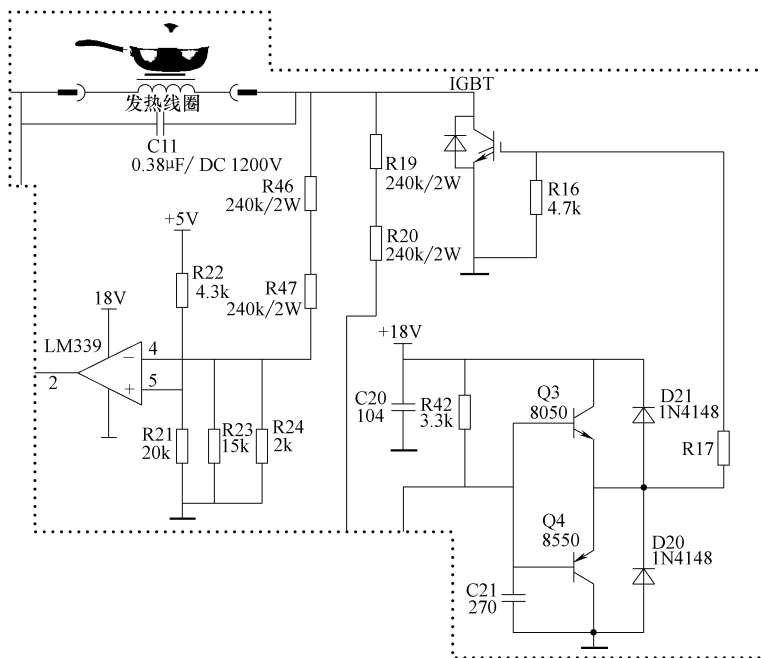 IGBT
发热线圈
C11
0.38μF/ DC 1200V
R46
240k/2W
R19
240k/2W
R16
4.7k
+5V
R20
240k/2W
R22
4.3k
R47
240k/2W
18V
LM339
4
2
5
+18V
C20
104
R42
3.3k
Q3
8050
D21
1N4148
R21
20k
R23
15k
R24
2k
R17
Q4
8550
D20
1N4148
C21
270